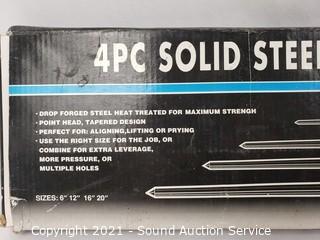 4PC SOLID STEE
· DROP FORGED STEEL HEAT TREATED FOR MAXIMUM STRENGH
· POINT HEAD, TAPERED DESIGN
· PERFECT FOR: ALIGNING,LIFTING OR PRYING
· USE THE RIGHT SIZE FOR THE JOB, OR
COMBINE FOR EXTRA LEVERAGE,
MORE PRESSURE, OR
MULTIPLE HOLES
SIZES: 6" 12" 16" 20"
Copyright 2021 - Sound Auction Service